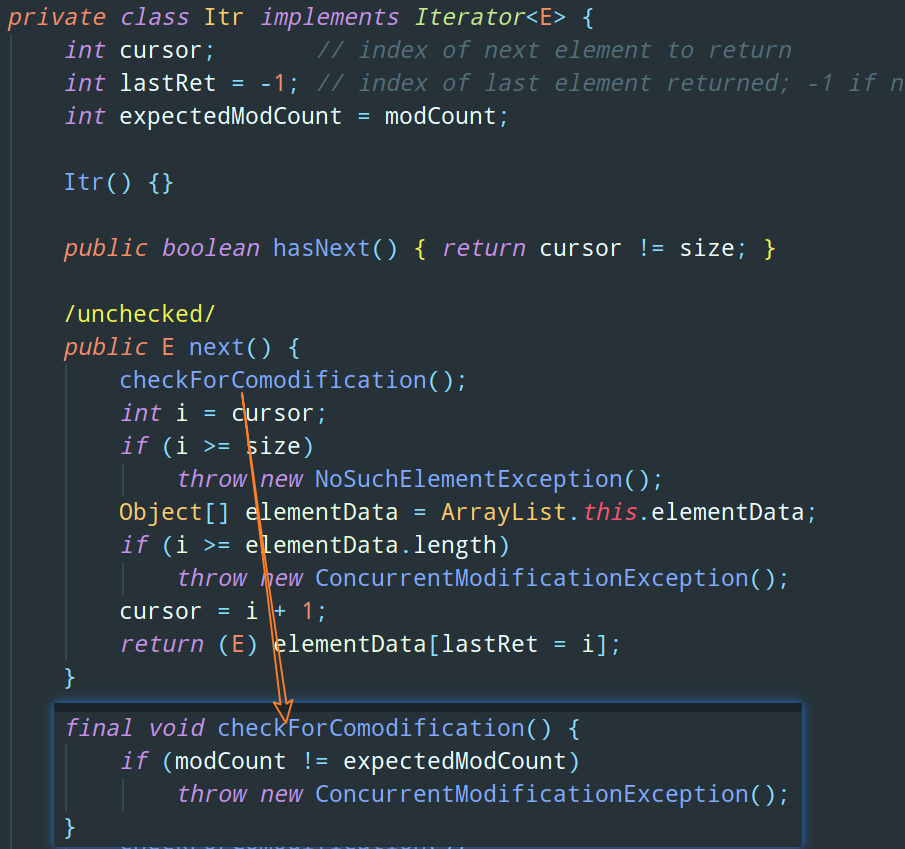 private class Itr implements Iterator<E> {
int cursor;       // index of next element to return
int lastRet = -1; // index of last element returned; -1 if n
int expectedModCount = modCount;
Itr() {}
public boolean hasNext() { return cursor != size; }
/unchecked/
public E next() {
checkForComodification();
int i = cursor;
if (i >= size)
throw new NoSuchElementException();
Object[] elementData = ArrayList.this.elementData;
if (i >= elementData.length)
throw new ConcurrentModificationException();
cursor = i + 1;
return (E) elementData[lastRet = i];
}
final void checkForComodification() {
if (modCount != expectedModCount)
throw new ConcurrentModificationException();
}